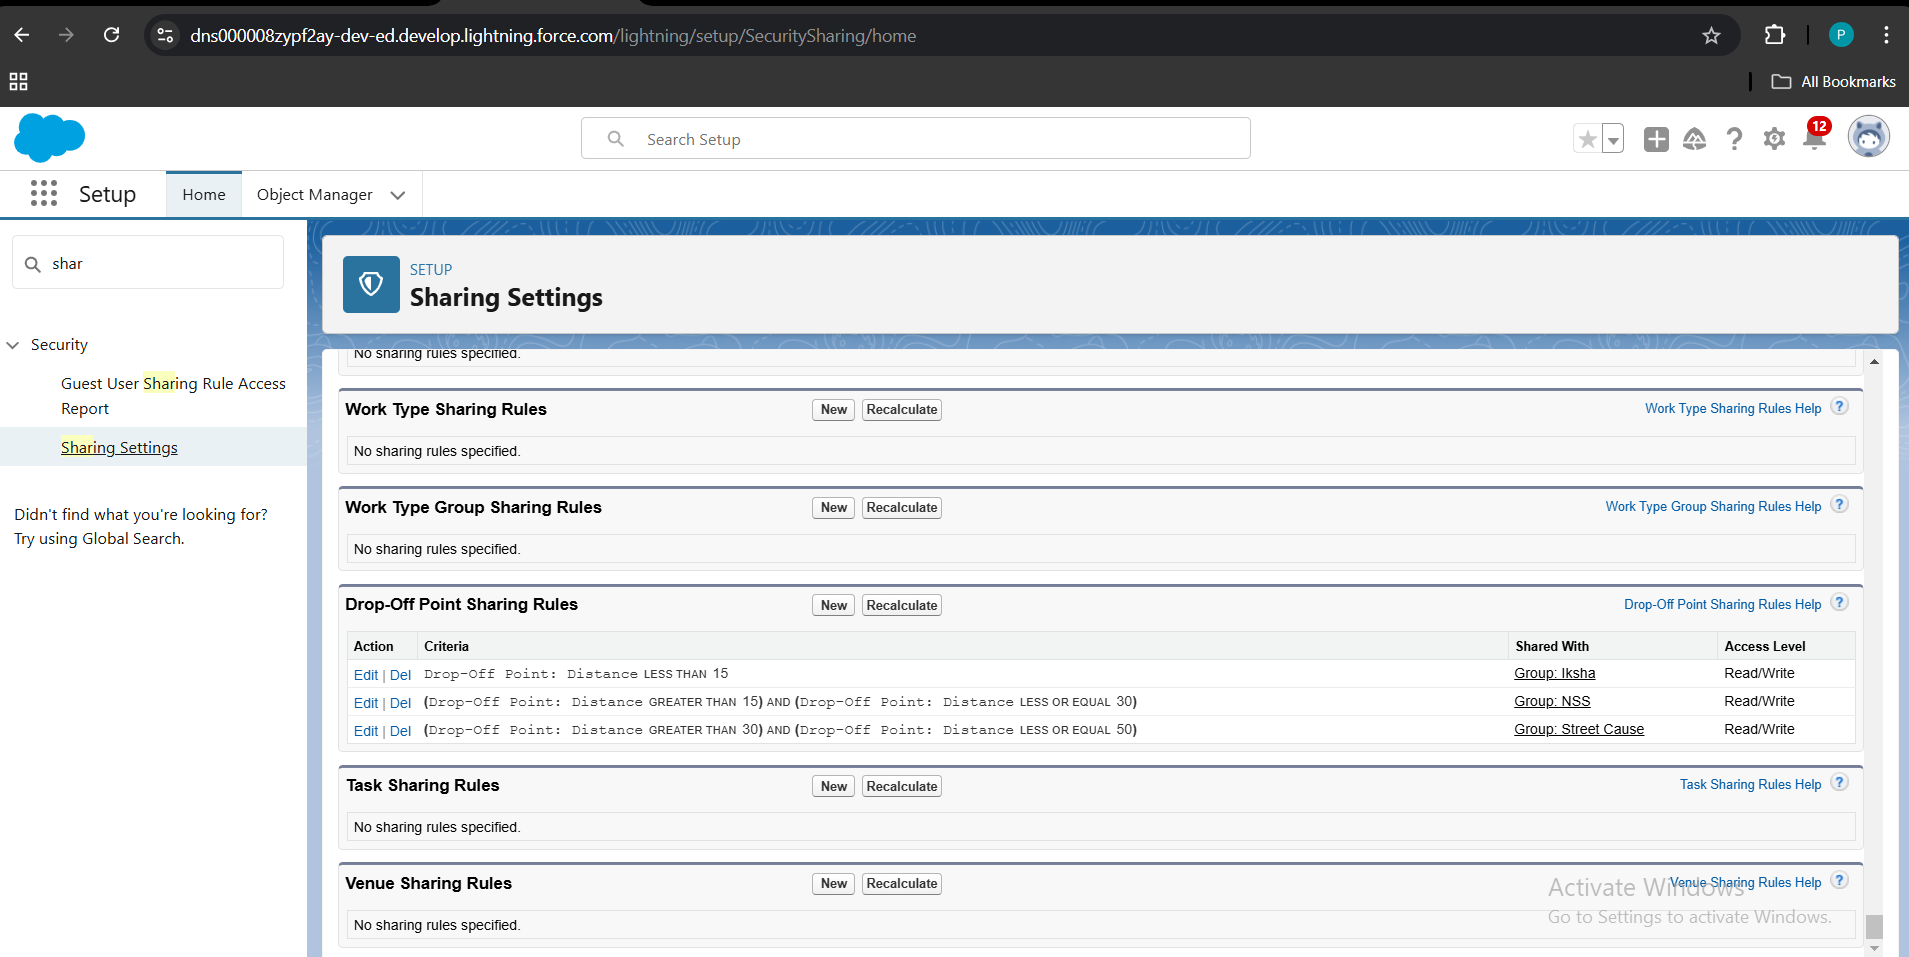 dns000008zypf2ay-dev-ed.develop.lightning.force.com/lightning/setup/SecuritySharing/home
P
All Bookmarks
Search Setup
12
Setup
Home
Object Manager
shar
SETUP
Sharing Settings
Security
Guest User Sharing Rule Access
Report
Sharing Settings
Didn't find what you're looking for?
Try using Global Search.
No sharing rules specified.
Work Type Sharing Rules New Recalculate Work Type Sharing Rules Help ?
No sharing rules specified.
Work Type Group Sharing Rules New Recalculate Work Type Group Sharing Rules Help ?
No sharing rules specified.
Drop-Off Point Sharing Rules New Recalculate Drop-Off Point Sharing Rules Help ?
Action Criteria Shared With Access Level
Edit | Del Drop-Off Point: Distance LESS THAN 15 Group: Iksha Read/Write
Edit | Del (Drop-Off Point: Distance GREATER THAN 15) AND (Drop-Off Point: Distance LESS OR EQUAL 30) Group: NSS Read/Write
Edit | Del (Drop-Off Point: Distance GREATER THAN 30) AND (Drop-Off Point: Distance LESS OR EQUAL 50) Group: Street Cause Read/Write
Task Sharing Rules New Recalculate Task Sharing Rules Help ?
No sharing rules specified.
Venue Sharing Rules New Recalculate Venue Sharing Rules Help ?
No sharing rules specified.
Activate Windows
Go to Settings to activate Windows.